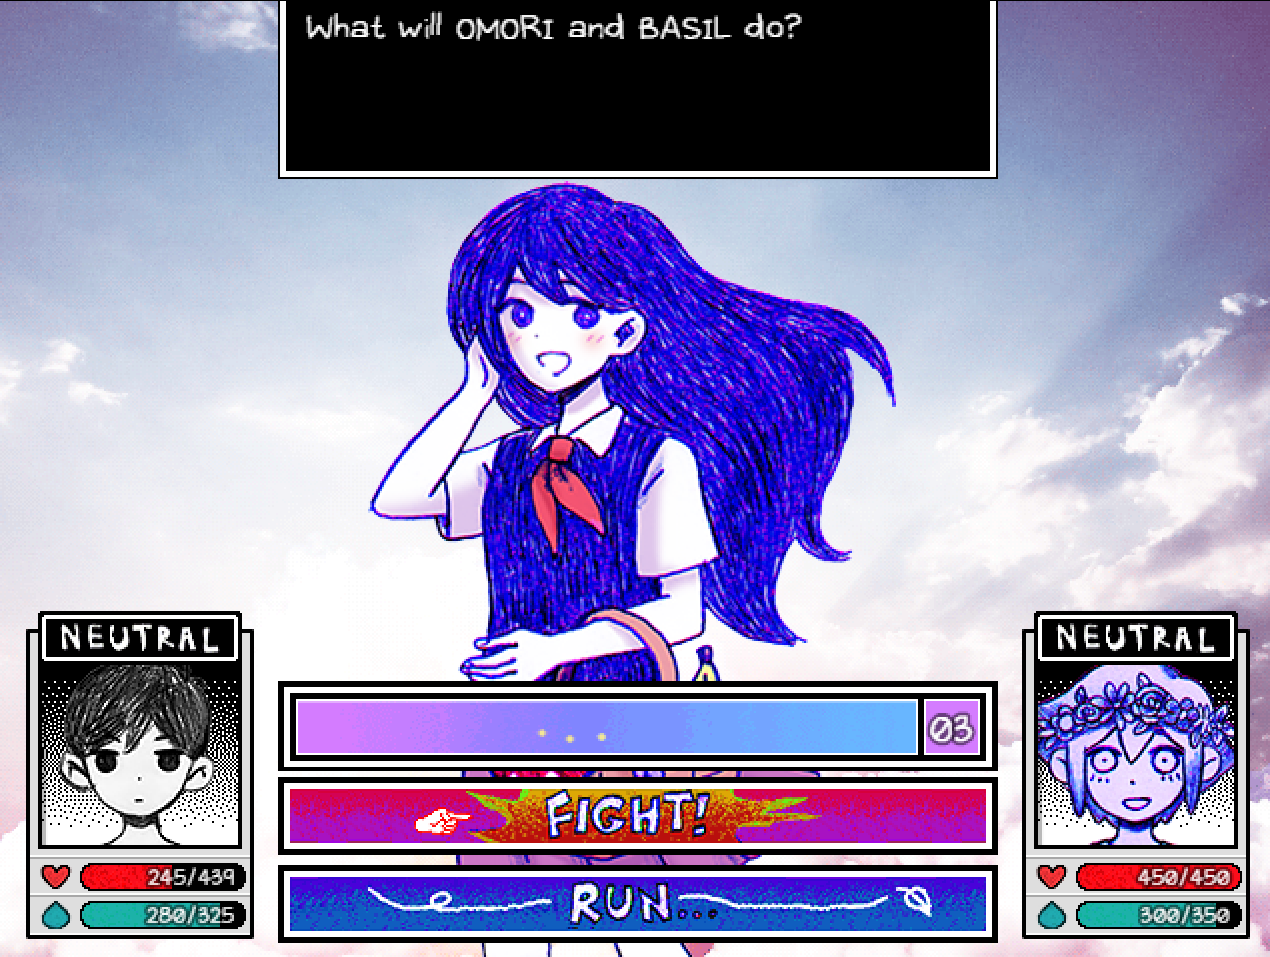 What will OMORI and BASIL do?
NEUTRAL
NEUTRAL
03
FIGHT!
245/439
450/450
RUN...
280/325
300/350